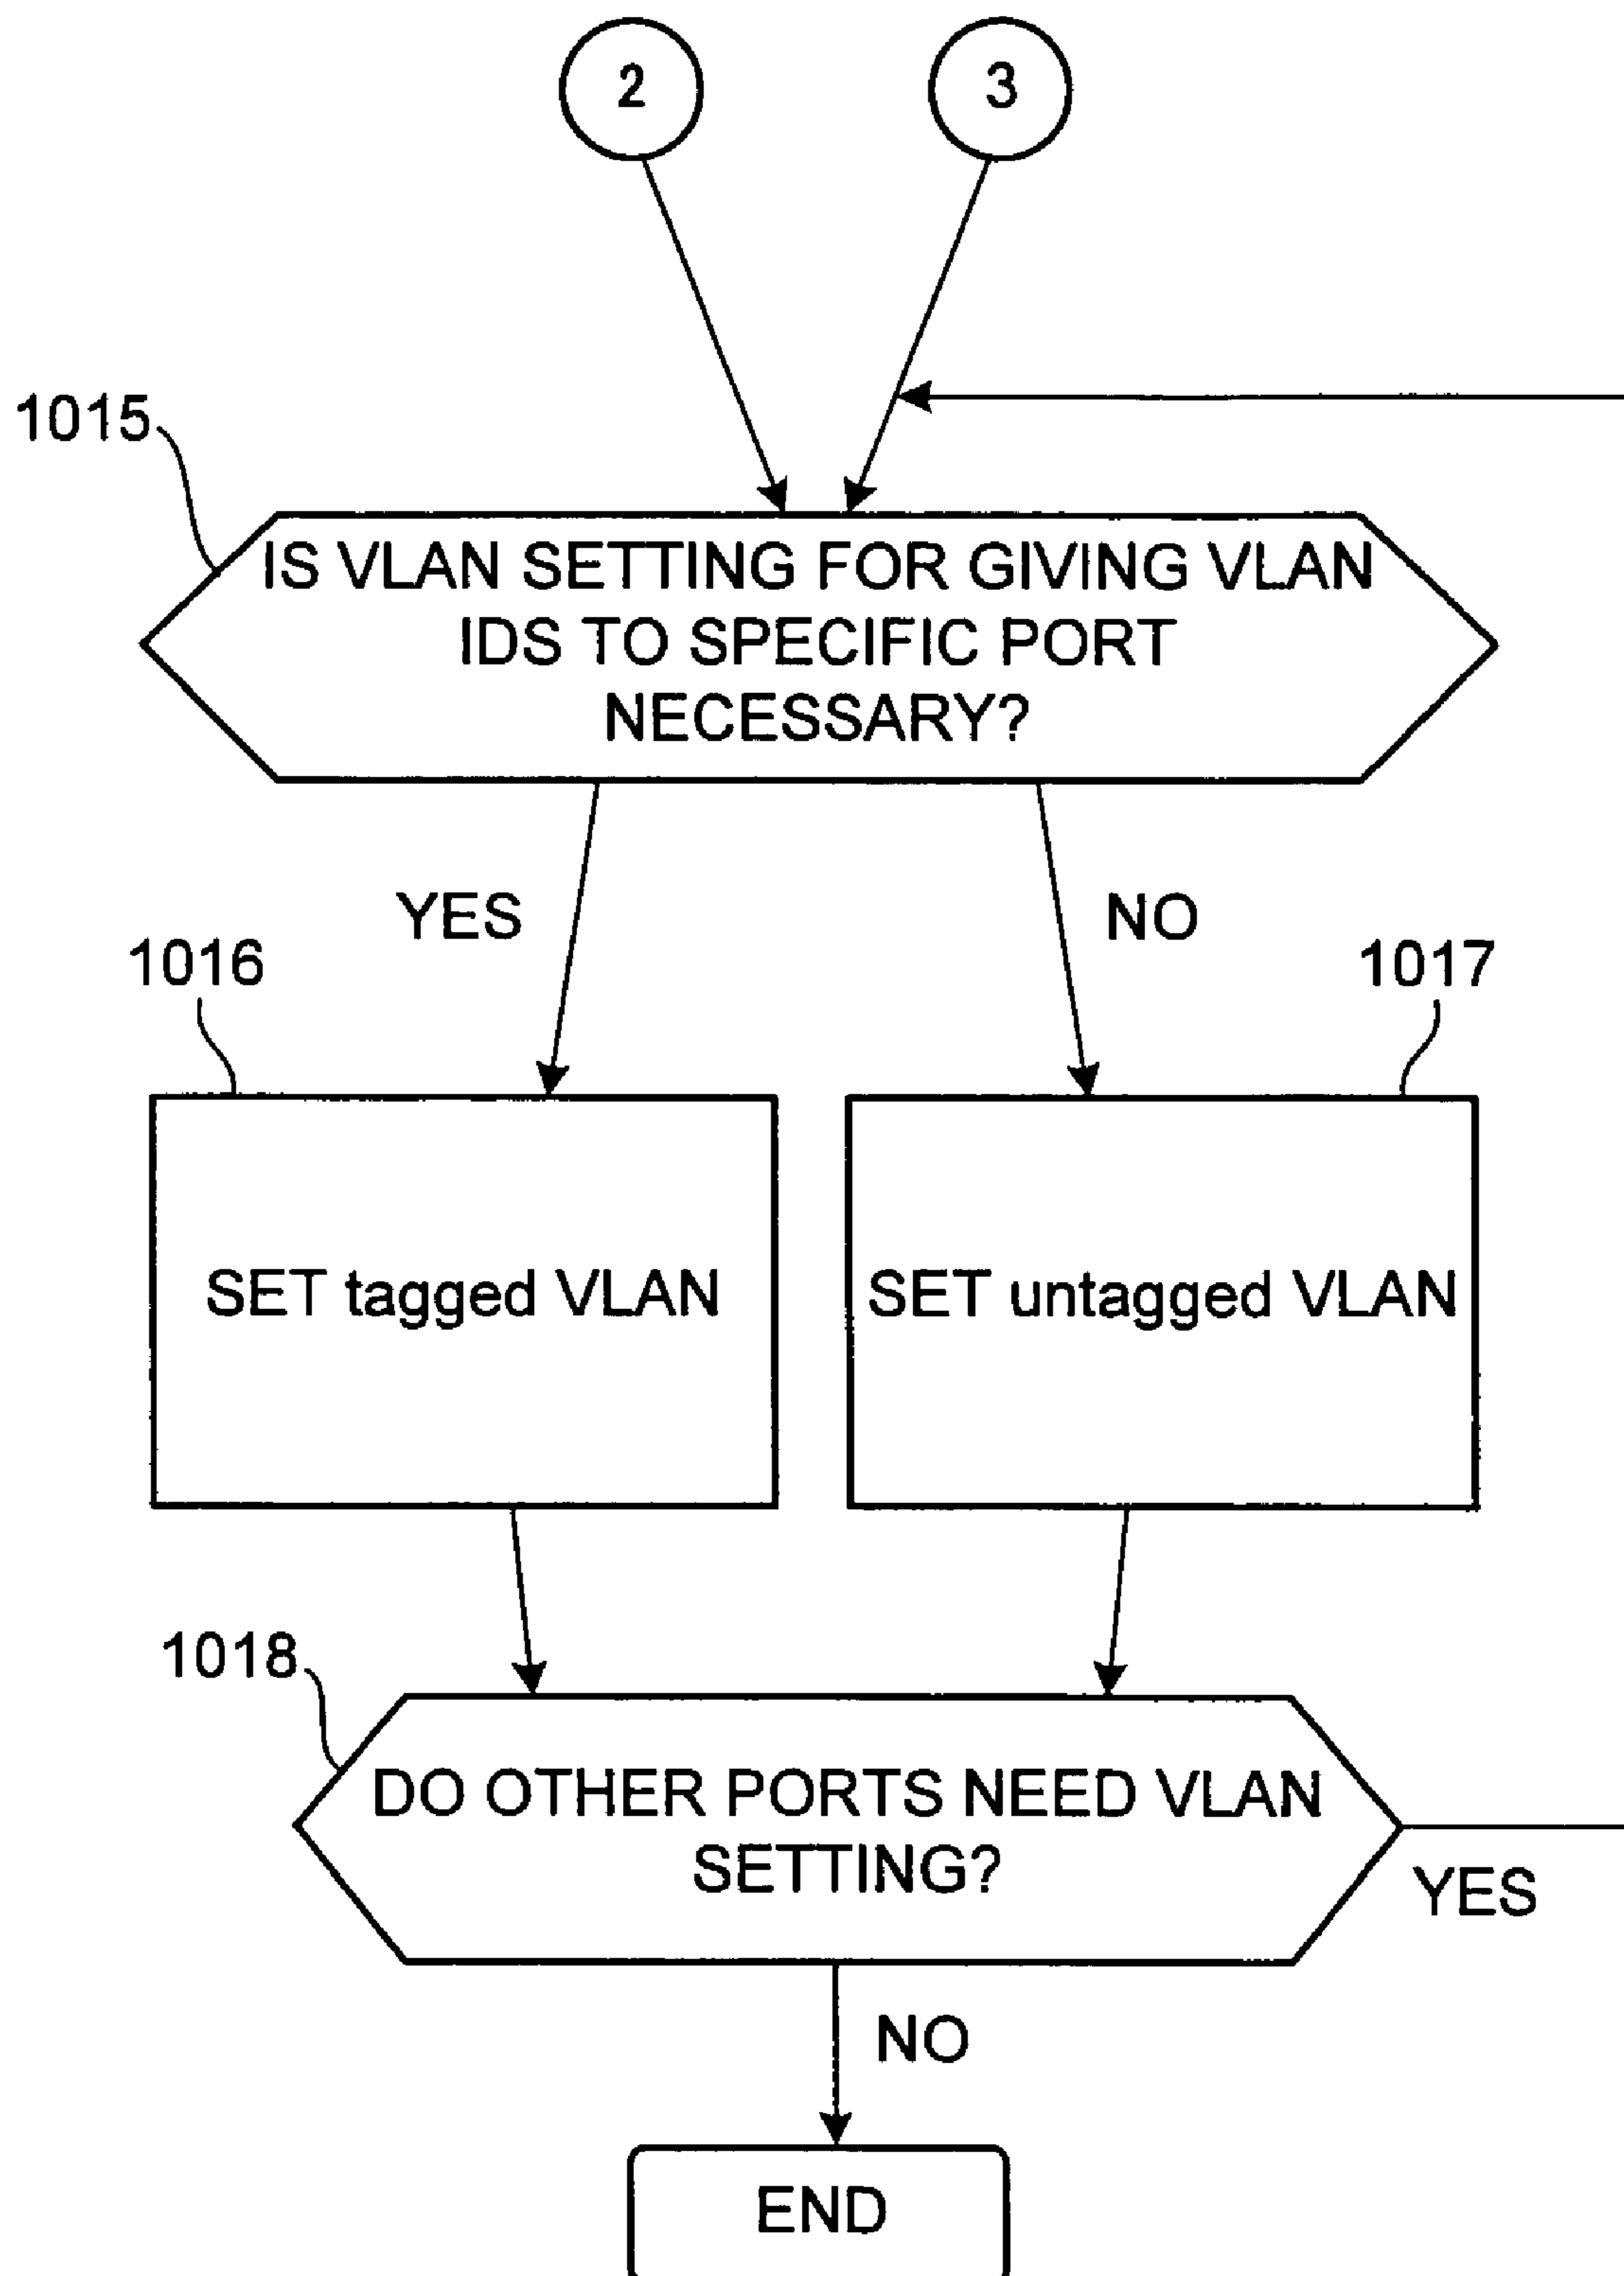 2
3
1015
IS VLAN SETTING FOR GIVING VLAN
IDS TO SPECIFIC PORT
NECESSARY?
YES
NO
1016
1017
SET tagged VLAN
SET untagged VLAN
1018
DO OTHER PORTS NEED VLAN
SETTING?
YES
NO
END